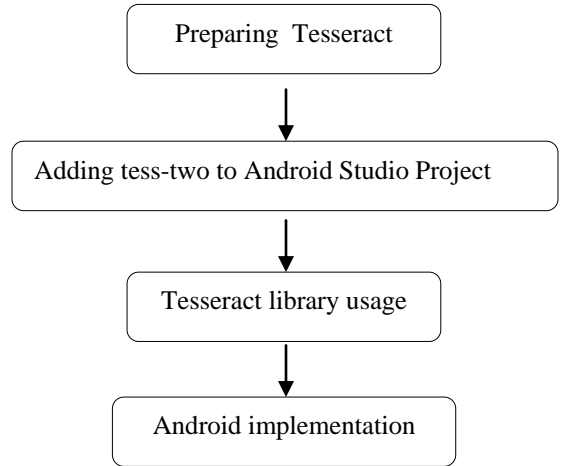 Preparing Tesseract
Adding tess-two to Android Studio Project
Tesseract library usage
Android implementation